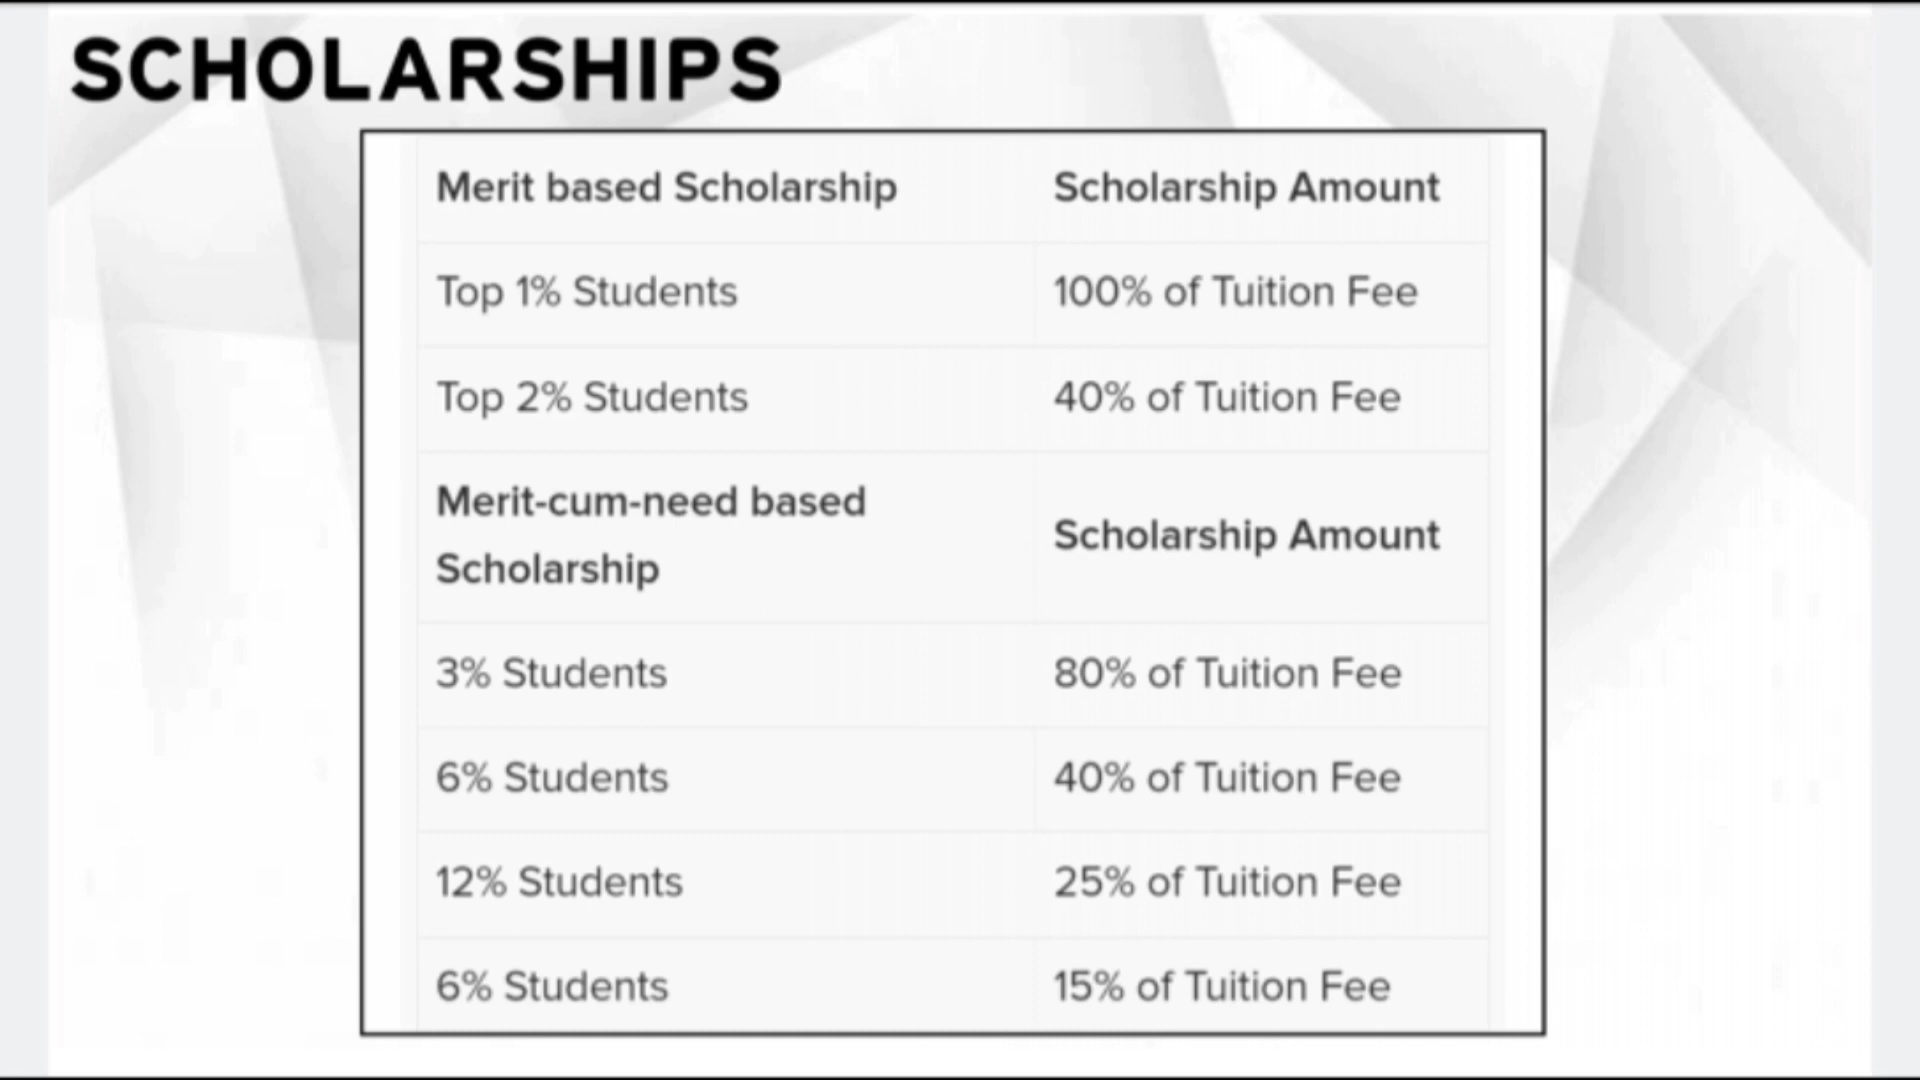 SCHOLARSHIPS
Merit based Scholarship Scholarship Amount
Top 1% Students 100% of Tuition Fee
Top 2% Students 40% of Tuition Fee
Merit-cum-need based
Scholarship Scholarship Amount
3% Students 80% of Tuition Fee
6% Students 40% of Tuition Fee
12% Students 25% of Tuition Fee
6% Students 15% of Tuition Fee